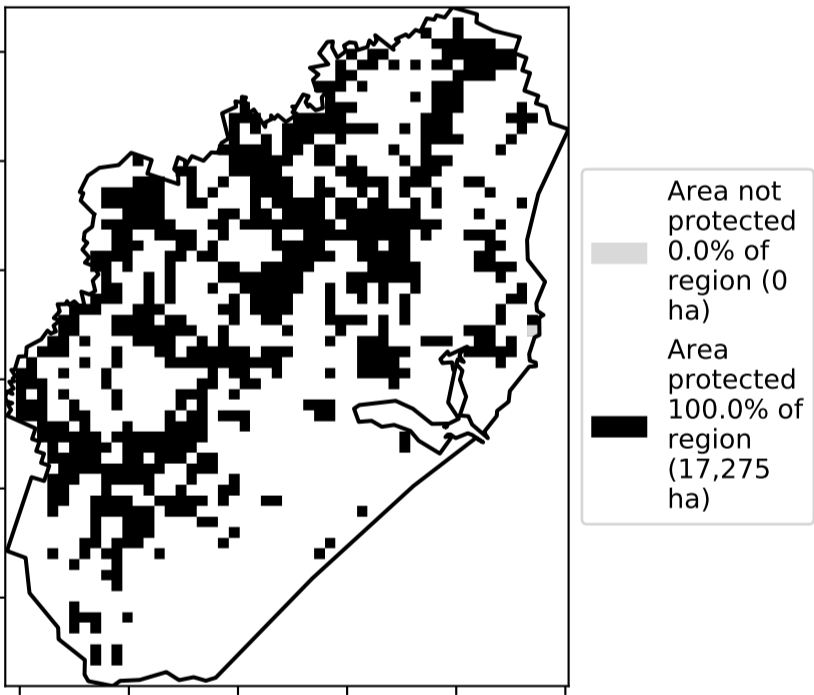 Area not
protected
0.0% of
region (0
ha)
Area
protected
100.0% of
region
(17,275
ha)